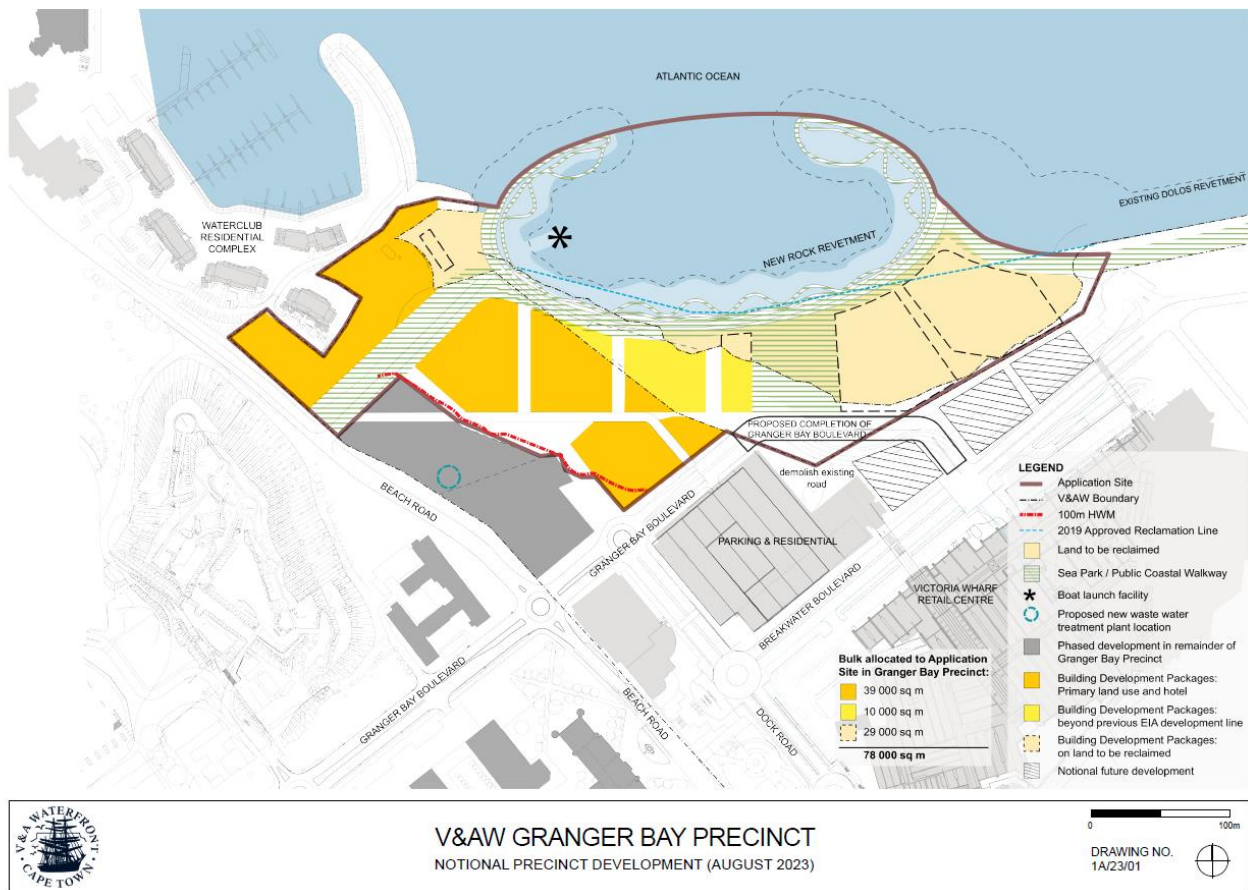 ATLANTIC OCEAN
EXISTING DOLOS REVETMENT
WATERCLUB
RESIDENTIAL
COMPLEX
NEW ROCK REVETMENT
PROPOSED COMPLETION OF
GRANGER BAY BOULEVARD
demolish existing
road
BEACH ROAD
GRANGER BAY BOULEVARD
PARKING & RESIDENTIAL
BREAKWATER BOULEVARD
VICTORIA WHARF
RETAIL CENTRE
GRANGER BAY BOULEVARD
BEACH ROAD
DOCK ROAD
Bulk allocated to Application
Site in Granger Bay Precinct:
39 000 sq m
10 000 sq m
29 000 sq m
78 000 sq m
LEGEND
Application Site
V&AW Boundary
100m HWM
2019 Approved Reclamation Line
Land to be reclaimed
Sea Park / Public Coastal Walkway
Boat launch facility
Proposed new waste water
treatment plant location
Phased development in remainder of
Granger Bay Precinct
Building Development Packages:
Primary land use and hotel
Building Development Packages:
beyond previous EIA development line
Building Development Packages:
on land to be reclaimed
Notional future development
V&A WATERFRONT
CAPE TOWN
V&AW GRANGER BAY PRECINCT
NOTIONAL PRECINCT DEVELOPMENT (AUGUST 2023)
0 100m
DRAWING NO.
1A/23/01